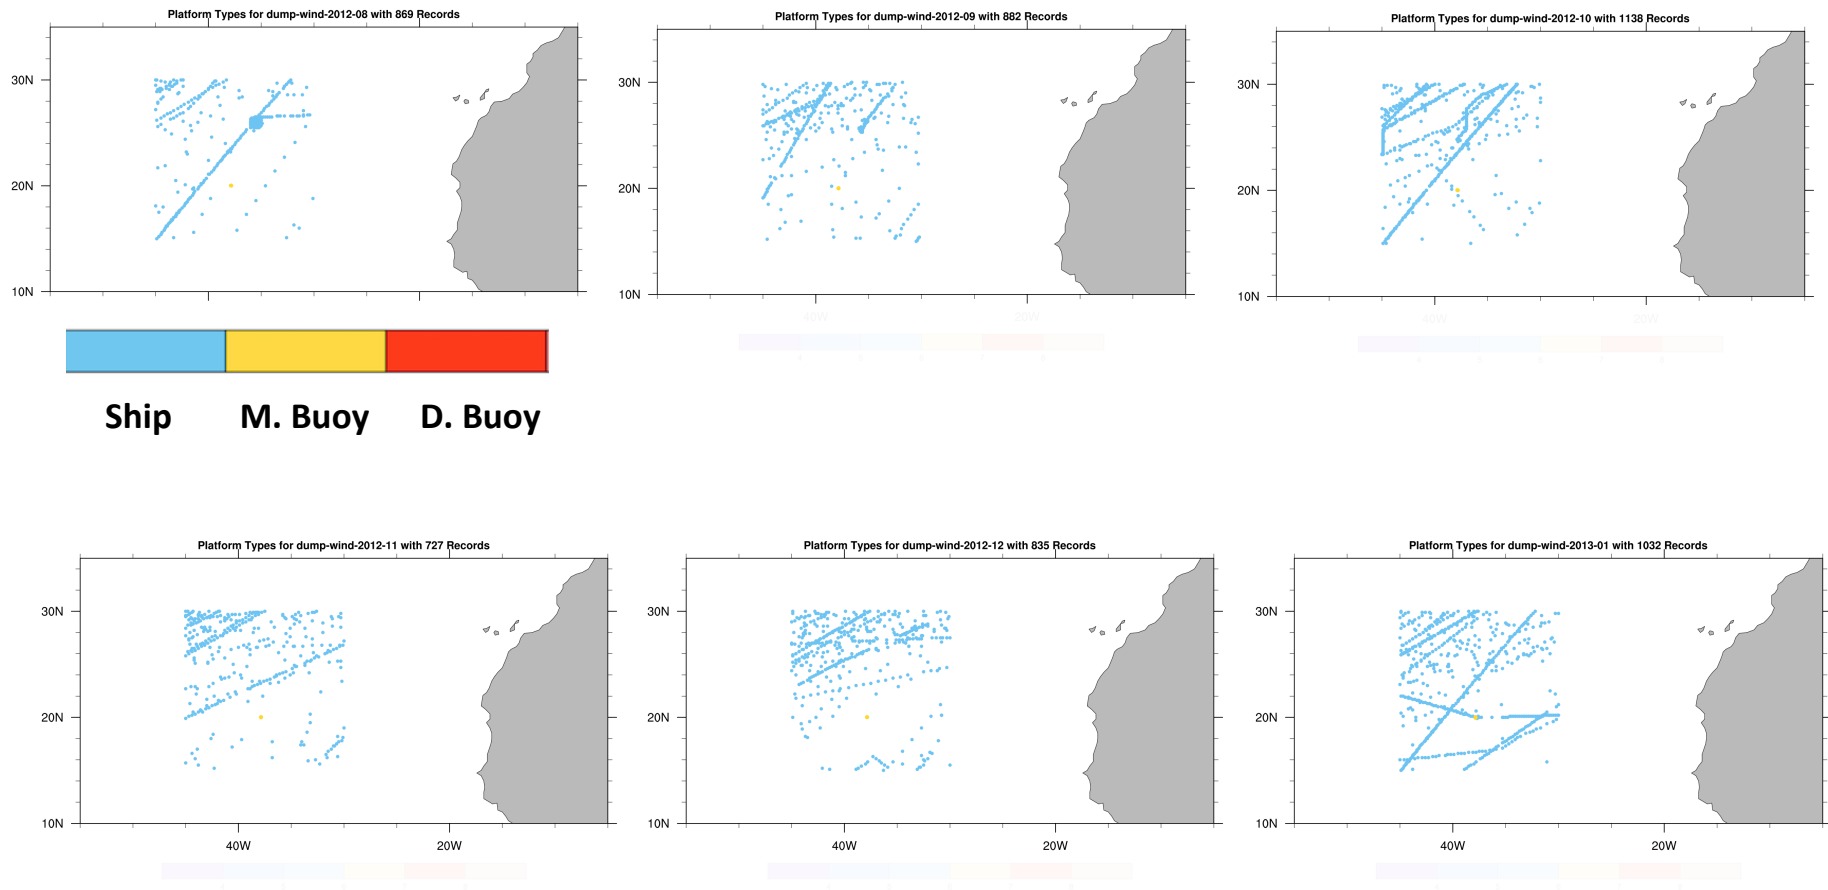 Platform Types for dump-wind-2012-08 with 869 Records
30N
20N
10N
Platform Types for dump-wind-2012-09 with 882 Records
30N
20N
10N
40W
20W
Platform Types for dump-wind-2012-10 with 1138 Records
30N
20N
10N
40W
20W
Ship
M. Buoy
D. Buoy
Platform Types for dump-wind-2012-11 with 727 Records
30N
20N
10N
40W
20W
Platform Types for dump-wind-2012-12 with 835 Records
30N
20N
10N
40W
20W
Platform Types for dump-wind-2013-01 with 1032 Records
30N
20N
10N
40W
20W